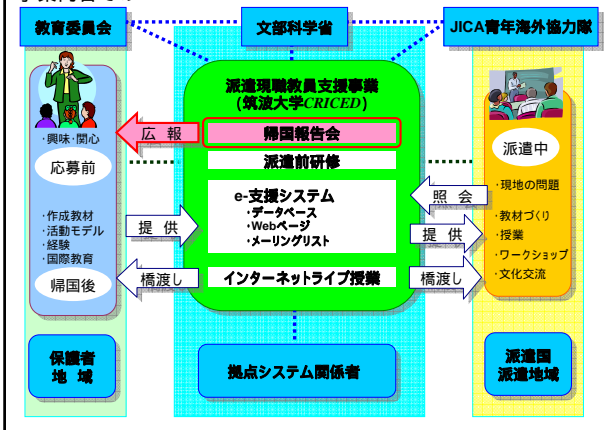 教育委員会
文部科学省
JICA青年海外協力隊
派遣現職教員支援事業
(筑波大学CRICED)
・興味・関心
応募前
広 報
帰国報告会
派遣前研修
派遣中
・現地の問題
照 会
e-支援システム
・データベース
・Webページ
・メーリングリスト
・作成教材
・活動モデル
・経験
・国際教育
提 供
提 供
・教材づくり
・授業
・ワークショップ
・文化交流
帰国後
橋渡し
インターネットライブ授業
橋渡し
保護者
地 域
拠点システム関係者
派遣国
派遣地域